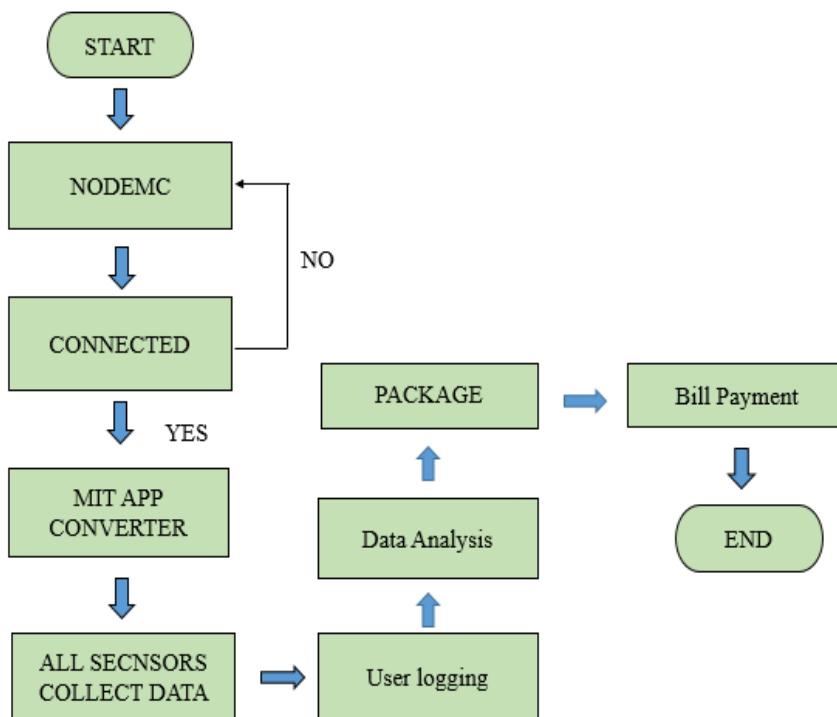 START
NODEMC
NO
CONNECTED
YES
MIT APP
CONVERTER
ALL SECNSORS
COLLECT DATA
User logging
Data Analysis
PACKAGE
Bill Payment
END